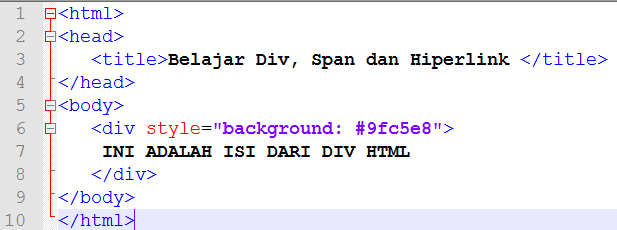 1 <html>
2 <head>
3 <title>Belajar Div, Span dan Hiperlink </title>
4 </head>
5 <body>
6 <div style="background: #9fc5e8">
7 INI ADALAH ISI DARI DIV HTML
8 </div>
9 </body>
10 </html>